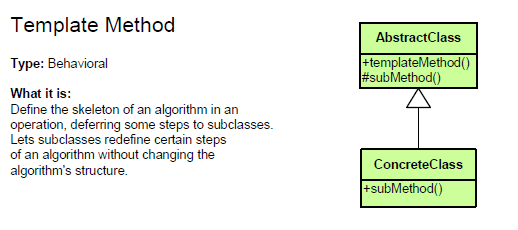 Template Method
Type: Behavioral
What it is:
Define the skeleton of an algorithm in an
operation, deferring some steps to subclasses.
Lets subclasses redefine certain steps
of an algorithm without changing the
algorithm's structure.
AbstractClass
+templateMethod()
#subMethod()
ConcreteClass
+subMethod()